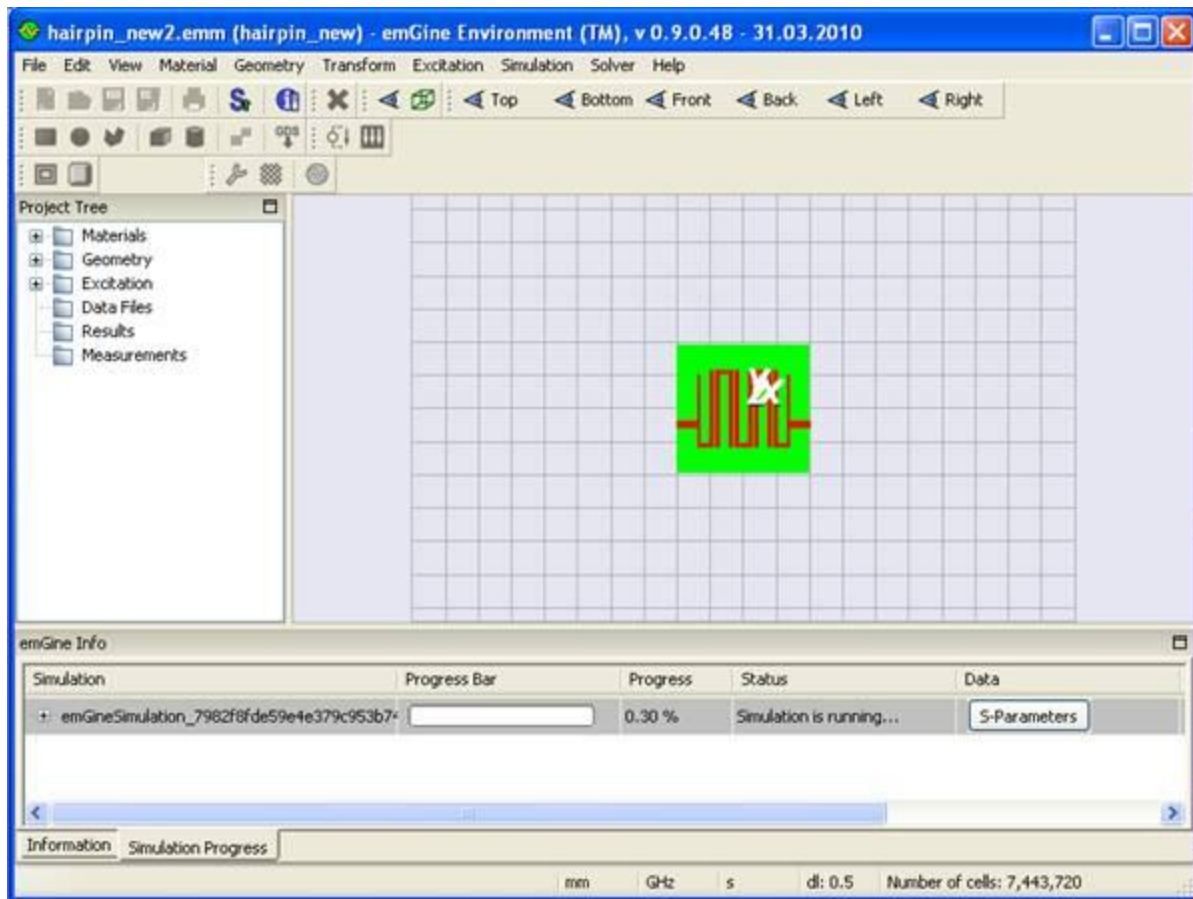 hairpin_new2.emm (hairpin_new) - emGine Environment (TM), v 0.9.0.48 - 31.03.2010
File Edit View Material Geometry Transform Excitation Simulation Solver Help
Top Bottom Front Back Left Right
GDS
Project Tree
Materials
Geometry
Excitation
Data Files
Results
Measurements
emGine Info
Simulation Progress Bar Progress Status Data
emGineSimulation_7982f8fde59e4e379c953b74 0.30 % Simulation is running... S-Parameters
Information Simulation Progress
mm GHz s dl: 0.5 Number of cells: 7,443,720